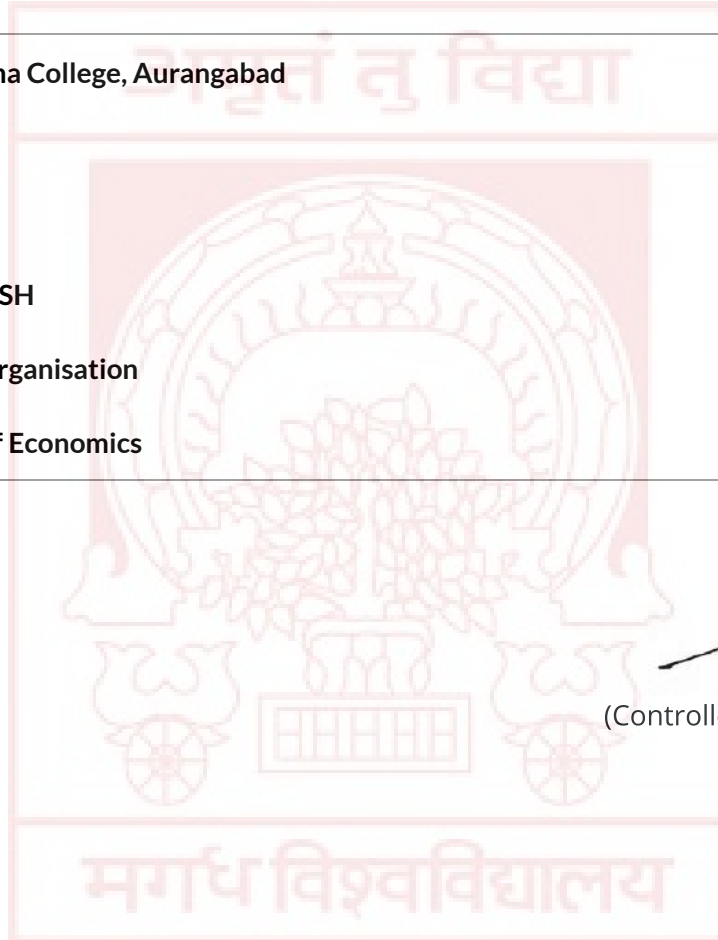 अमृतं तु विद्या
na College, Aurangabad
SH
rganisation
f Economics
(Controll
मगध विश्वविद्यालय